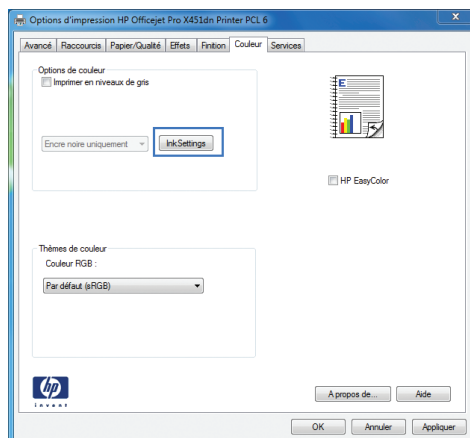 Options d'impression HP Officejet Pro X451dn Printer PCL 6
Avancé Raccourcis Papier/Qualité Effets Finition Couleur Services
Options de couleur
Imprimer en niveaux de gris
Encre noire uniquement InkSettings
E
HP EasyColor
Thèmes de couleur
Couleur RGB :
Par défaut (sRGB)
hp
invent
A propos de... Aide
OK Annuler Appliquer